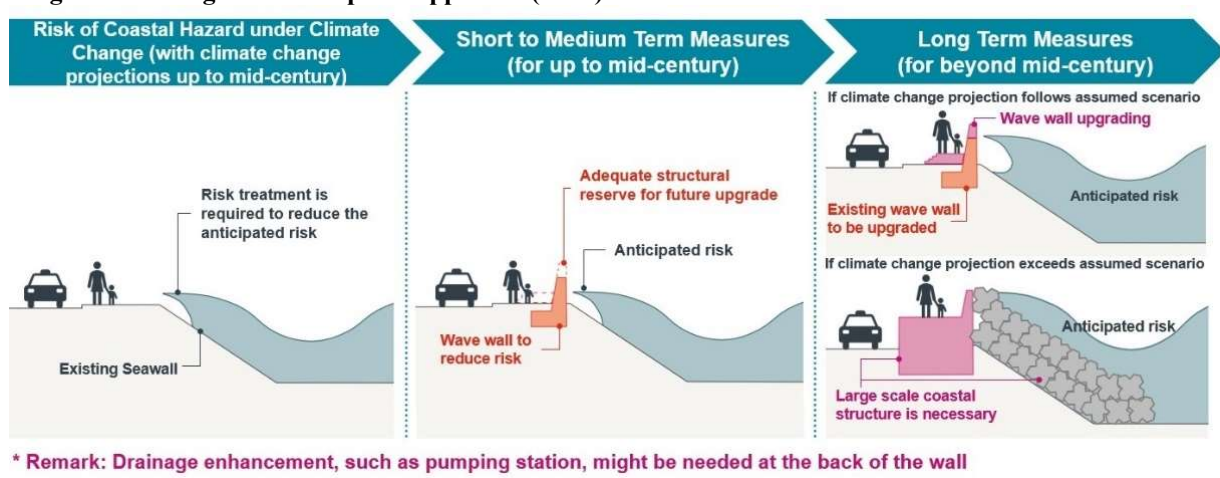 Risk of Coastal Hazard under Climate
Change (with climate change
projections up to mid-century)
Short to Medium Term Measures
(for up to mid-century)
Long Term Measures
(for beyond mid-century)
Risk treatment is
required to reduce the
anticipated risk
Existing Seawall
Adequate structural
reserve for future upgrade
Anticipated risk
Wave wall to
reduce risk
If climate change projection follows assumed scenario
Wave wall upgrading
Anticipated risk
Existing wave wall
to be upgraded
If climate change projection exceeds assumed scenario
Anticipated risk
Large scale coastal
structure is necessary
* Remark: Drainage enhancement, such as pumping station, might be needed at the back of the wall